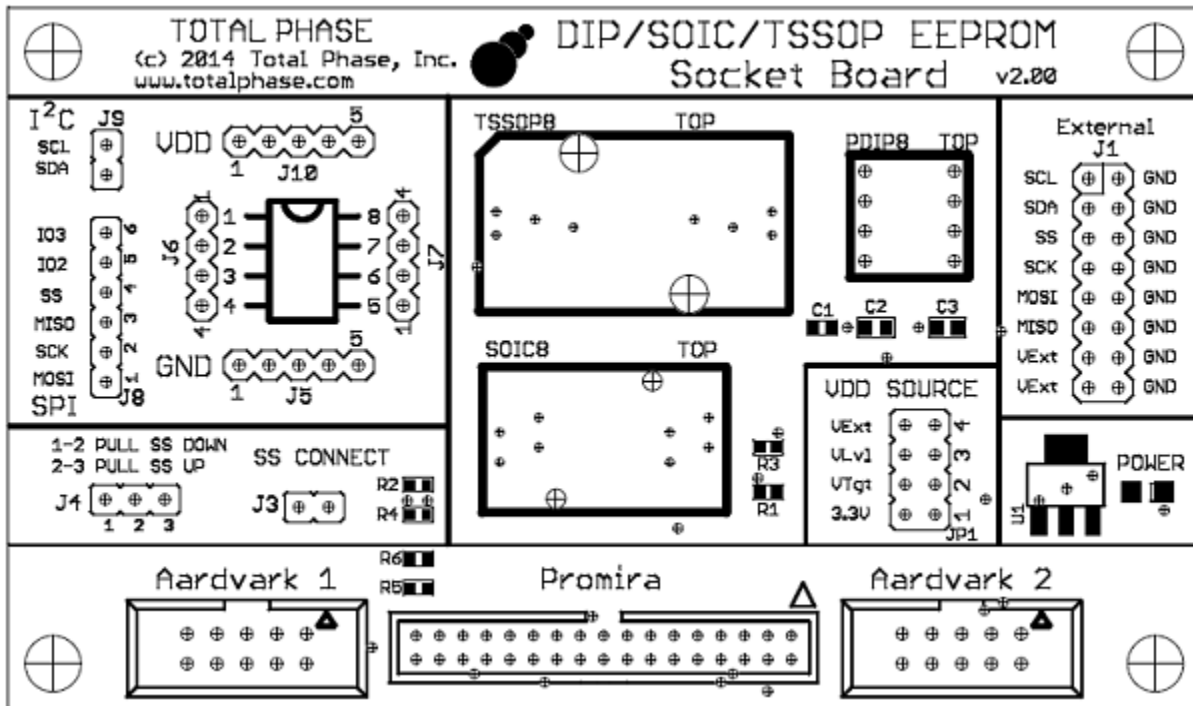 TOTAL PHASE
(c) 2014 Total Phase, Inc.
www.totalphase.com
DIP/SOIC/TSSOP EEPROM
Socket Board v2.00
I2C J9
SCL
SDA
VDD
1 5
J10
IO3 6
IO2 5
SS 4
MISO 3
SCK 2
MOSI 1
SPI J8
J6
1
4
1 8
2 7
3 6
4 5
J7
4
1
GND
1 5
J5
TSSOP8 TOP
PDIP8 TOP
C1 C2 C3
SOIC8 TOP
R3
R1
VDD SOURCE
VExt 4
VLvl 3
VTgt 2
3.3V 1
JP1
External
J1
SCL GND
SDA GND
SS GND
SCK GND
MOSI GND
MISO GND
VExt GND
VExt GND
POWER
U1
1-2 PULL SS DOWN
2-3 PULL SS UP
J4
1 2 3
SS CONNECT
J3
R2
R4
R6
R5
Aardvark 1
Promira
Aardvark 2